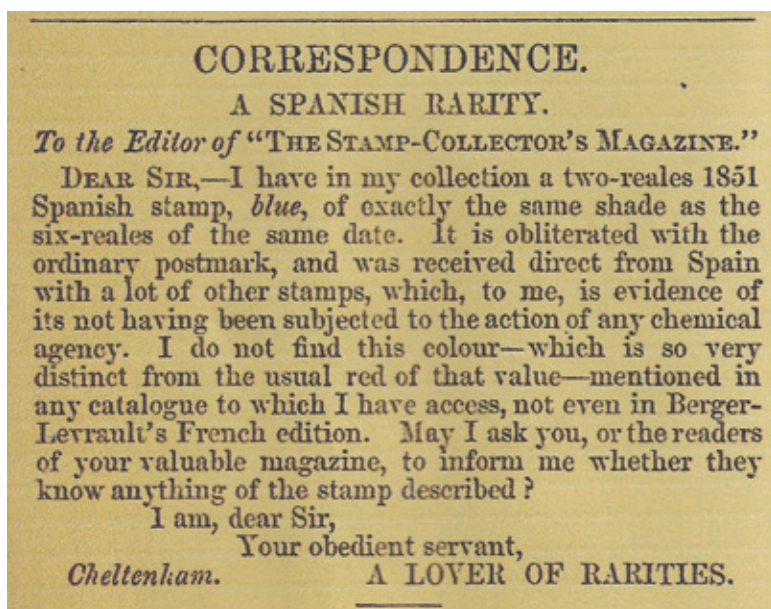 CORRESPONDENCE.
A SPANISH RARITY.
To the Editor of "THE STAMP-COLLECTOR'S MAGAZINE."
DEAR SIR,—I have in my collection a two-reales 1851
Spanish stamp, blue, of exactly the same shade as the
six-reales of the same date. It is obliterated with the
ordinary postmark, and was received direct from Spain
with a lot of other stamps, which, to me, is evidence of
its not having been subjected to the action of any chemical
agency. I do not find this colour—which is so very
distinct from the usual red of that value—mentioned in
any catalogue to which I have access, not even in Berger-
Levrault's French edition. May I ask you, or the readers
of your valuable magazine, to inform me whether they
know anything of the stamp described?
I am, dear Sir,
Your obedient servant,
Cheltenham. A LOVER OF RARITIES.